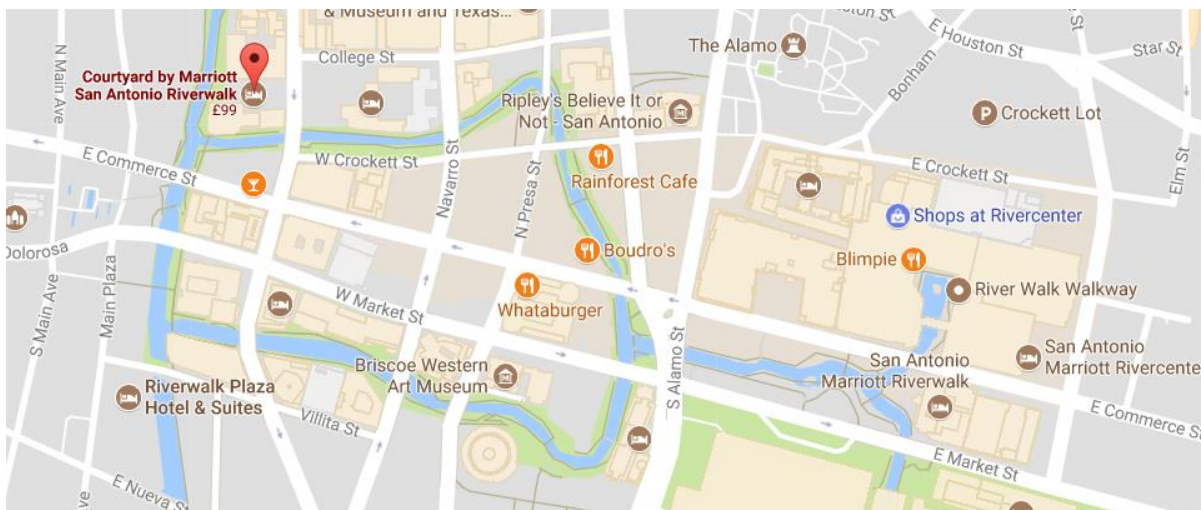 & Museum and Texas...
N Main Ave
College St
Courtyard by Marriott
San Antonio Riverwalk
£99
The Alamo
E Houston St
Star St
Bonham
Ripley's Believe It or
Not - San Antonio
Crockett Lot
P
E Commerce St
W Crockett St
Navarro St
N Presa St
Rainforest Cafe
E Crockett St
Elm St
Shops at Rivercenter
Dolorosa
Main Plaza
Boudro's
Blimpie
S Main Ave
W Market St
Whataburger
River Walk Walkway
Briscoe Western
Art Museum
S Alamo St
San Antonio
Marriott Riverwalk
San Antonio
Marriott Rivercente
Riverwalk Plaza
Hotel & Suites
Villita St
E Commerce St
E Market St
E Nueva St
Ave